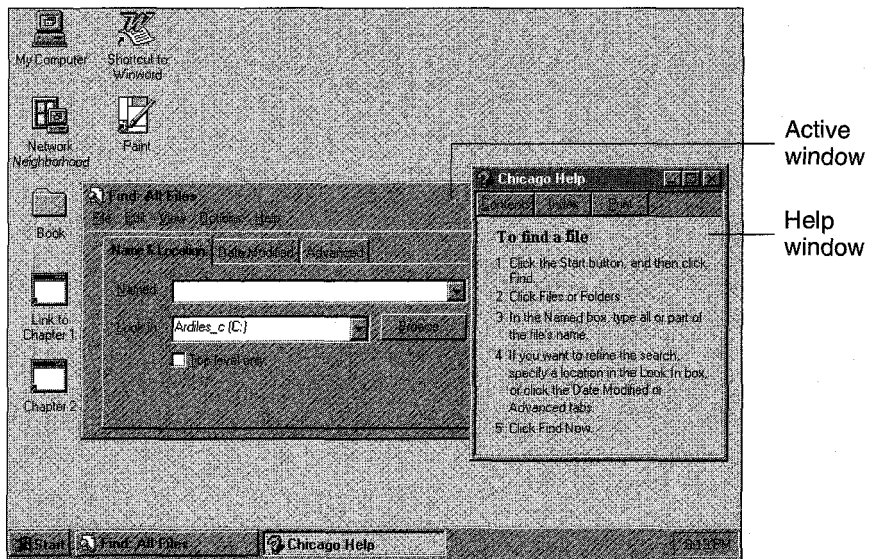 My Computer
Shortcut to
Winword
Network
Neighborhood
Paint
Book
Link to
Chapter 1
Chapter 2
Find: All Files
File Edit View Options Help
Name & Location Date Modified Advanced
Named
Look in Ardiles_c (C:) Browse
Top level only
Chicago Help
Contents Index
To find a file
1 Click the Start button, and then click
Find.
2 Click Files or Folders
3 In the Named box, type all or part of
the file's name.
4 If you want to refine the search,
specify a location in the Look In box,
or click the Date Modified or
Advanced tabs
5 Click Find Now.
Active
window
Help
window
Start Find: All Files Chicago Help